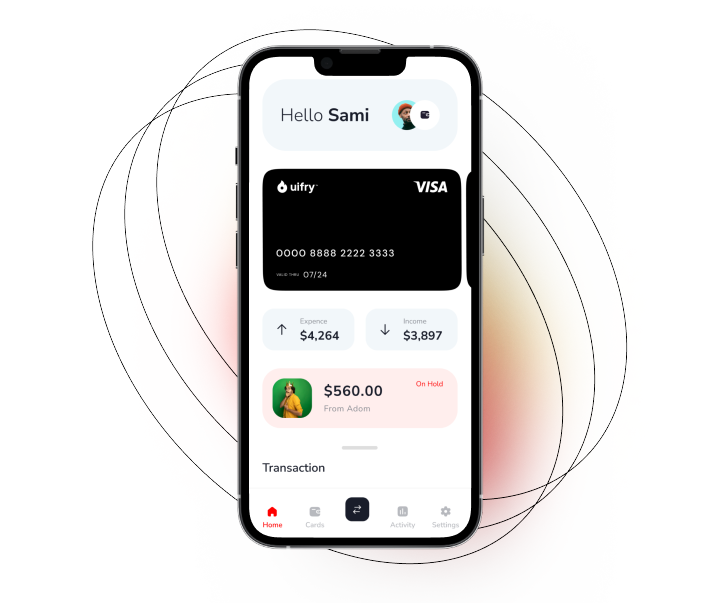 Hello Sami
uifry™
VISA
0000 8888 2222 3333
VALID THRU 07/24
Expence
$4,264
Income
$3,897
$560.00
On Hold
From Adom
Transaction
Home
Cards
Activity
Settings